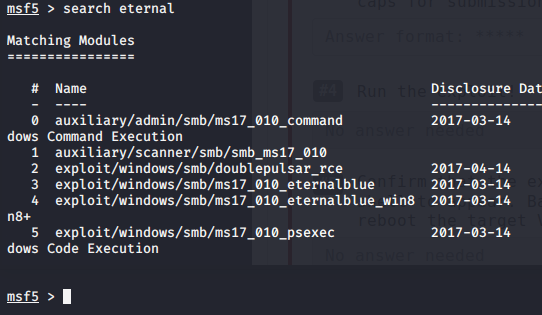 msf5 > search eternal
caps for submission
Answer format: *****
Matching Modules
================
#4 Run the
# Name Disclosure Dat
- ---- --------------
No answer needed
0 auxiliary/admin/smb/ms17_010_command 2017-03-14
dows Command Execution
1 auxiliary/scanner/smb/smb_ms17_010
2 exploit/windows/smb/doublepulsar_rce 2017-04-14
3 exploit/windows/smb/ms17_010_eternalblue 2017-03-14
4 exploit/windows/smb/ms17_010_eternalblue_win8 2017-03-14
n8+
reboot the target
5 exploit/windows/smb/ms17_010_psexec 2017-03-14
dows Code Execution
No answer needed
msf5 >